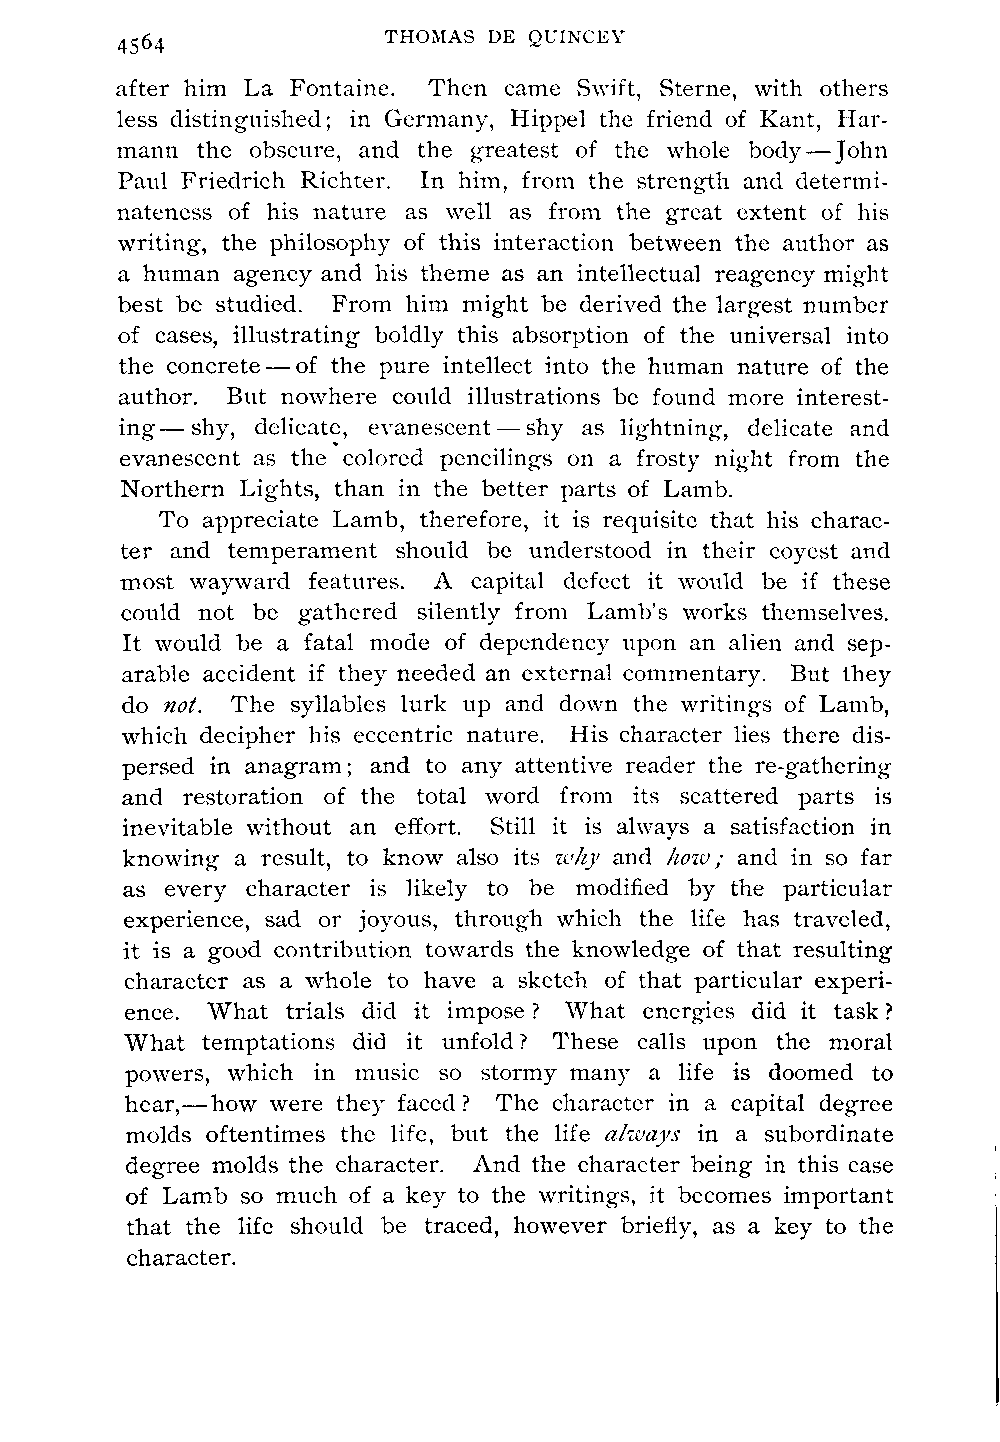 4564 THOMAS DE QUINCEY
after him La Fontaine. Then came Swift, Sterne, with others
less distinguished; in Germany, Hippel the friend of Kant, Har-
mann the obscure, and the greatest of the whole body—John
Paul Friedrich Richter. In him, from the strength and determi-
nateness of his nature as well as from the great extent of his
writing, the philosophy of this interaction between the author as
a human agency and his theme as an intellectual reagency might
best be studied. From him might be derived the largest number
of cases, illustrating boldly this absorption of the universal into
the concrete—of the pure intellect into the human nature of the
author. But nowhere could illustrations be found more interest-
ing—shy, delicate, evanescent—shy as lightning, delicate and
evanescent as the colored pencilings on a frosty night from the
Northern Lights, than in the better parts of Lamb.
To appreciate Lamb, therefore, it is requisite that his charac-
ter and temperament should be understood in their coyest and
most wayward features. A capital defect it would be if these
could not be gathered silently from Lamb's works themselves.
It would be a fatal mode of dependency upon an alien and sep-
arable accident if they needed an external commentary. But they
do not. The syllables lurk up and down the writings of Lamb,
which decipher his eccentric nature. His character lies there dis-
persed in anagram; and to any attentive reader the re-gathering
and restoration of the total word from its scattered parts is
inevitable without an effort. Still it is always a satisfaction in
knowing a result, to know also its why and how; and in so far
as every character is likely to be modified by the particular
experience, sad or joyous, through which the life has traveled,
it is a good contribution towards the knowledge of that resulting
character as a whole to have a sketch of that particular experi-
ence. What trials did it impose? What energies did it task?
What temptations did it unfold? These calls upon the moral
powers, which in music so stormy many a life is doomed to
hear,—how were they faced? The character in a capital degree
molds oftentimes the life, but the life always in a subordinate
degree molds the character. And the character being in this case
of Lamb so much of a key to the writings, it becomes important
that the life should be traced, however briefly, as a key to the
character.